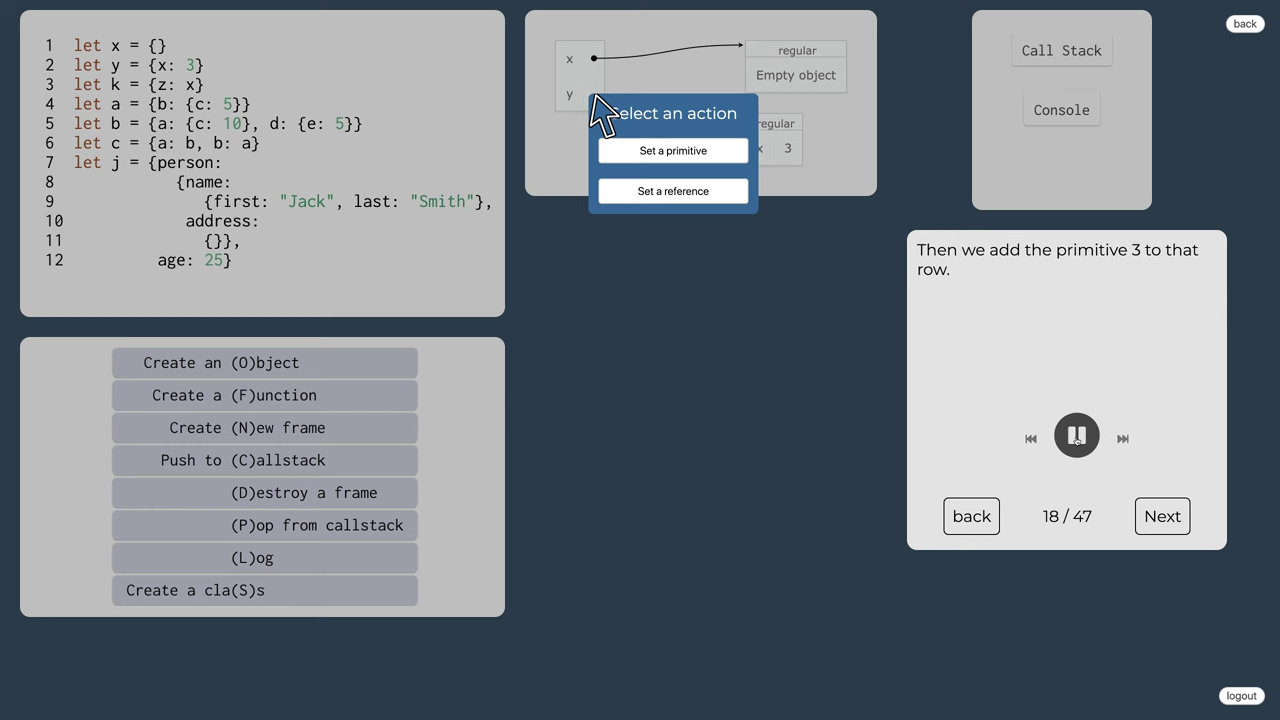 back
1 let x = {}
2 let y = {x: 3}
3 let k = {z: x}
4 let a = {b: {c: 5}}
5 let b = {a: {c: 10}, d: {e: 5}}
6 let c = {a: b, b: a}
7 let j = {person:
8 {name:
9 {first: "Jack", last: "Smith"},
10 address:
11 {}},
12 age: 25}
x
y
regular
Empty object
regular
x 3
Select an action
Set a primitive
Set a reference
Call Stack
Console
Then we add the primitive 3 to that
row.
back 18 / 47 Next
Create an (O)bject
Create a (F)unction
Create (N)ew frame
Push to (C)allstack
(D)estroy a frame
(P)op from callstack
(L)og
Create a cla(S)s
logout